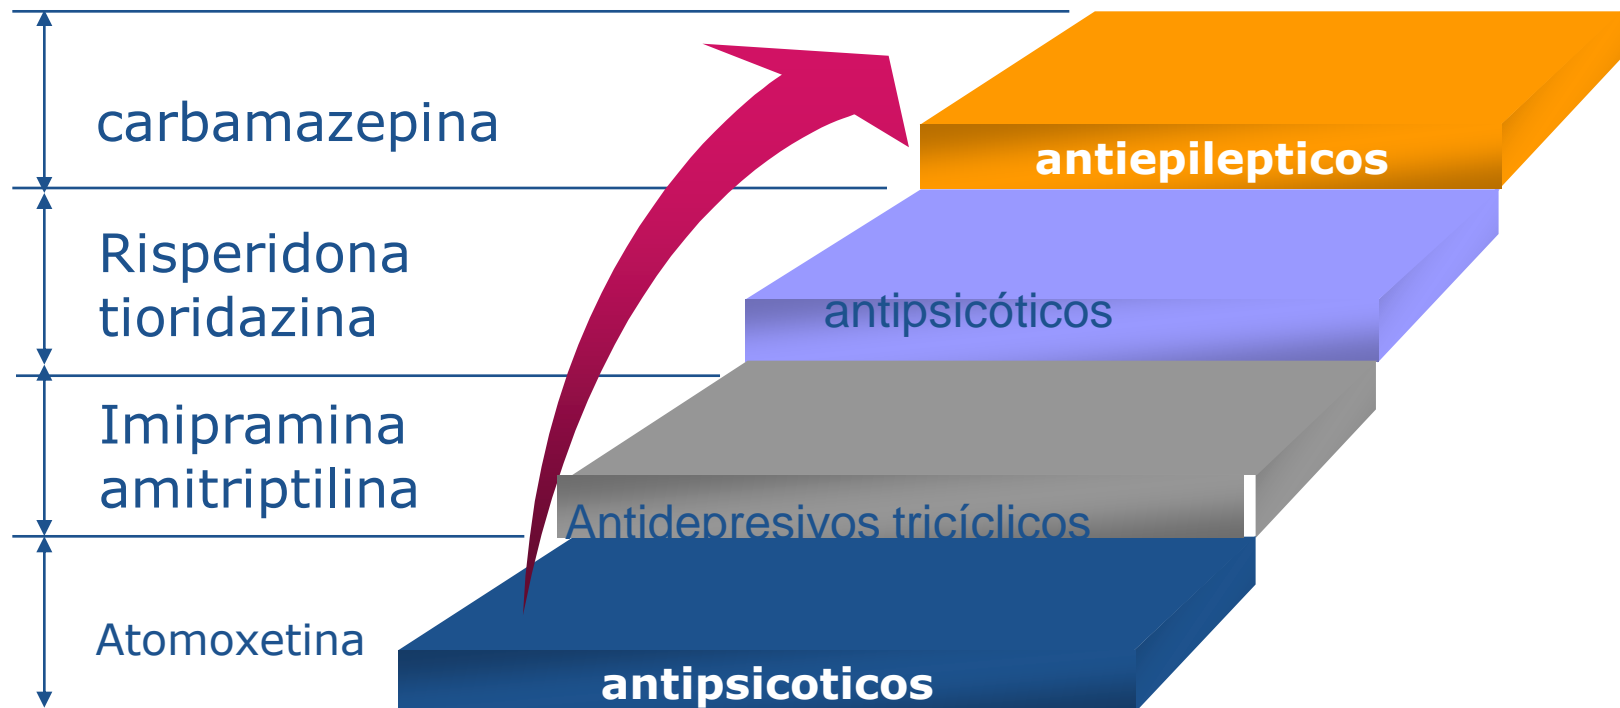 carbamazepina
antiepilepticos
Risperidona
tioridazina
antipsicóticos
Imipramina
amitriptilina
Antidepresivos tricíclicos
Atomoxetina
antipsicoticos